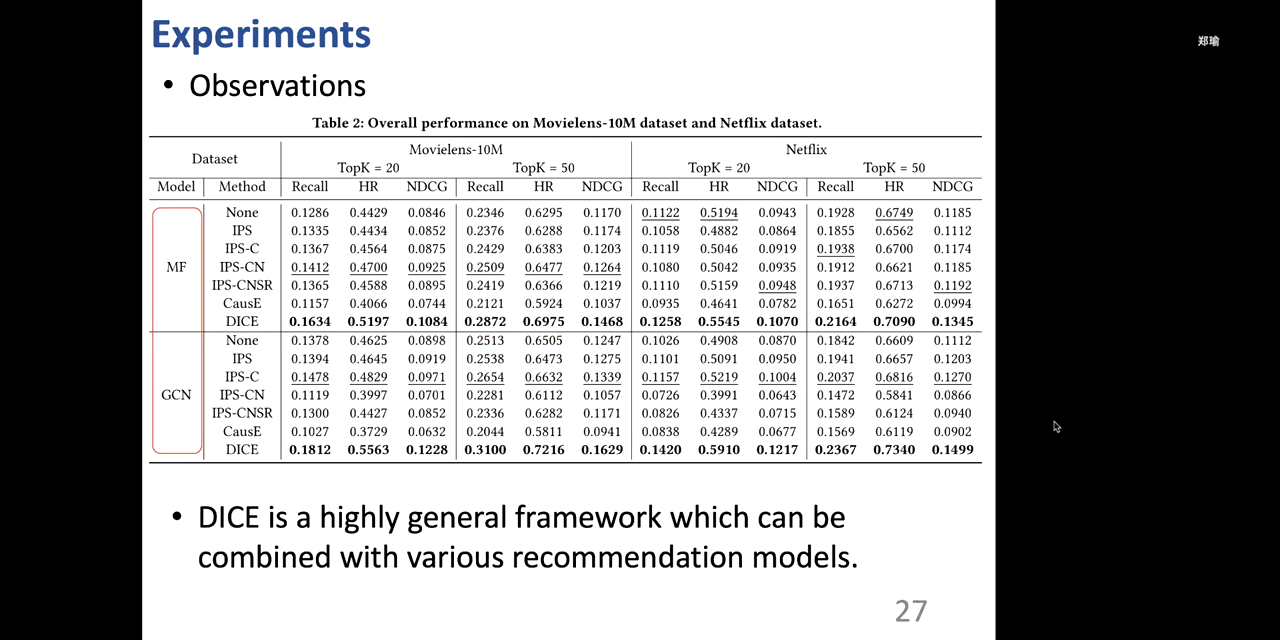 Experiments
郑瑜
• Observations
Table 2: Overall performance on Movielens-10M dataset and Netflix dataset.
Dataset Movielens-10M Netflix
TopK = 20 TopK = 50 TopK = 20 TopK = 50
Model Method Recall HR NDCG Recall HR NDCG Recall HR NDCG Recall HR NDCG
None 0.1286 0.4429 0.0846 0.2346 0.6295 0.1170 0.1122 0.5194 0.0943 0.1928 0.6749 0.1185
IPS 0.1335 0.4434 0.0852 0.2376 0.6288 0.1174 0.1058 0.4882 0.0864 0.1855 0.6562 0.1112
IPS-C 0.1367 0.4564 0.0875 0.2429 0.6383 0.1203 0.1119 0.5046 0.0919 0.1938 0.6700 0.1174
MF IPS-CN 0.1412 0.4700 0.0925 0.2509 0.6477 0.1264 0.1080 0.5042 0.0935 0.1912 0.6621 0.1185
IPS-CNSR 0.1365 0.4588 0.0895 0.2419 0.6366 0.1219 0.1110 0.5159 0.0948 0.1937 0.6713 0.1192
CausE 0.1157 0.4066 0.0744 0.2121 0.5924 0.1037 0.0935 0.4641 0.0782 0.1651 0.6272 0.0994
DICE 0.1634 0.5197 0.1084 0.2872 0.6975 0.1468 0.1258 0.5545 0.1070 0.2164 0.7090 0.1345
None 0.1378 0.4625 0.0898 0.2513 0.6505 0.1247 0.1026 0.4908 0.0870 0.1842 0.6609 0.1112
IPS 0.1394 0.4645 0.0919 0.2538 0.6473 0.1275 0.1101 0.5091 0.0950 0.1941 0.6657 0.1203
IPS-C 0.1478 0.4829 0.0971 0.2654 0.6632 0.1339 0.1157 0.5219 0.1004 0.2037 0.6816 0.1270
GCN IPS-CN 0.1119 0.3997 0.0701 0.2281 0.6112 0.1057 0.0726 0.3991 0.0643 0.1472 0.5841 0.0866
IPS-CNSR 0.1300 0.4427 0.0852 0.2336 0.6282 0.1171 0.0826 0.4337 0.0715 0.1589 0.6124 0.0940
CausE 0.1027 0.3729 0.0632 0.2044 0.5811 0.0941 0.0838 0.4289 0.0677 0.1569 0.6119 0.0902
DICE 0.1812 0.5563 0.1228 0.3100 0.7216 0.1629 0.1420 0.5910 0.1217 0.2367 0.7340 0.1499
• DICE is a highly general framework which can be
combined with various recommendation models.
27